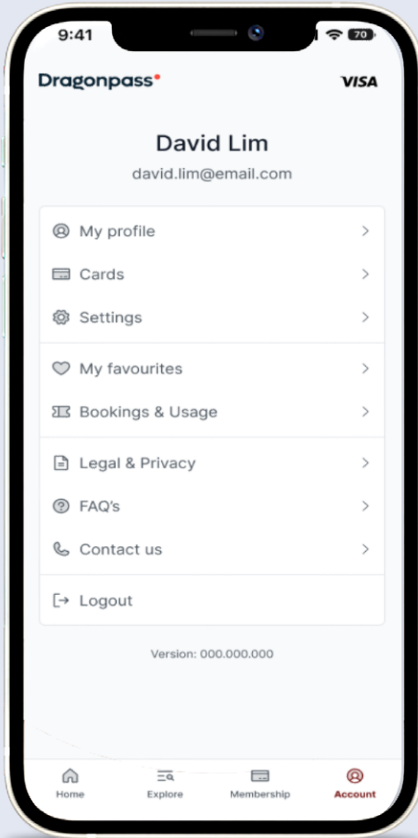 9:41
70
Dragonpass
VISA
David Lim
david.lim@email.com
My profile
Cards
Settings
My favourites
Bookings & Usage
Legal & Privacy
FAQ's
Contact us
Logout
Version: 000.000.000
Home
Explore
Membership
Account